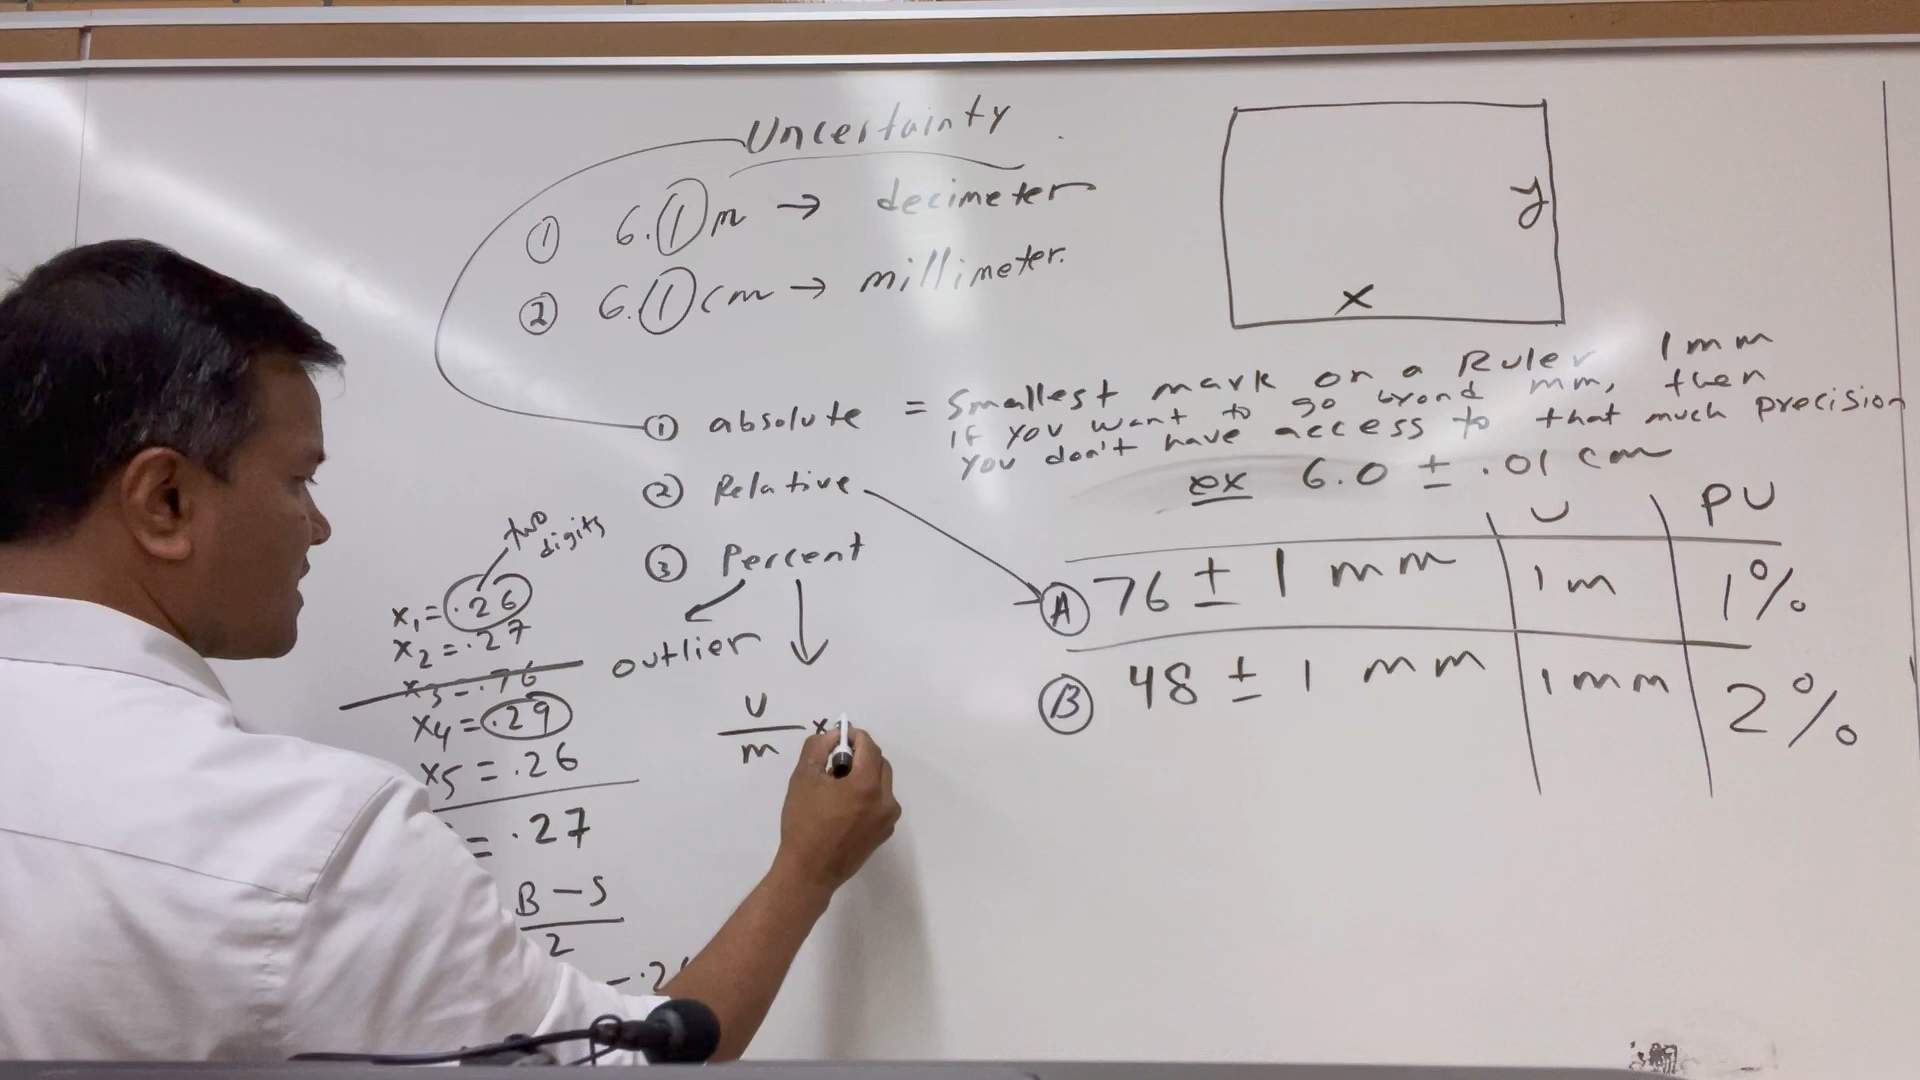 Uncertainty
① 6.1 m → decimeter
② 6.1 cm → millimeter.
y
x
① absolute = Smallest mark on a Ruler 1mm
If you want to go beyond mm, then
you don't have access to that much precision
ex 6.0 ± .01 cm
② Relative
③ Percent
outlier
U
m
x
U PU
Ⓐ 76 ± 1 mm 1m 1%
Ⓑ 48 ± 1 mm 1mm 2%
two
digits
x1 = .26
x2 = .27
x3 = .76
x4 = .29
x5 = .26
= .27
B - S
2